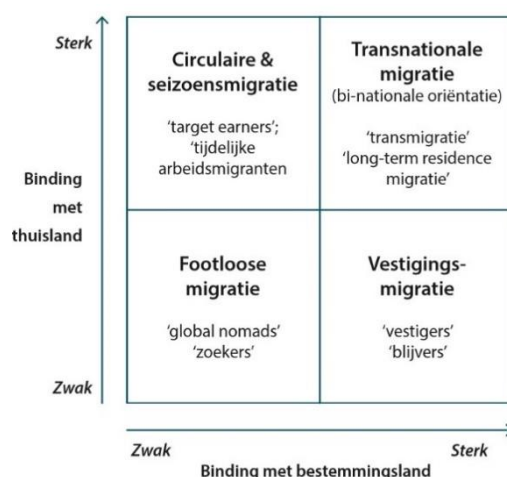 Sterk
Circulaire &
seizoensmigratie
'target earners';
'tijdelijke
arbeidsmigranten
Transnationale
migratie
(bi-nationale oriëntatie)
'transmigratie'
'long-term residence
migratie'
Binding
met
thuisland
Footloose
migratie
'global nomads'
'zoekers'
Vestigings-
migratie
'vestigers'
'blijvers'
Zwak
Zwak
Sterk
Binding met bestemmingsland